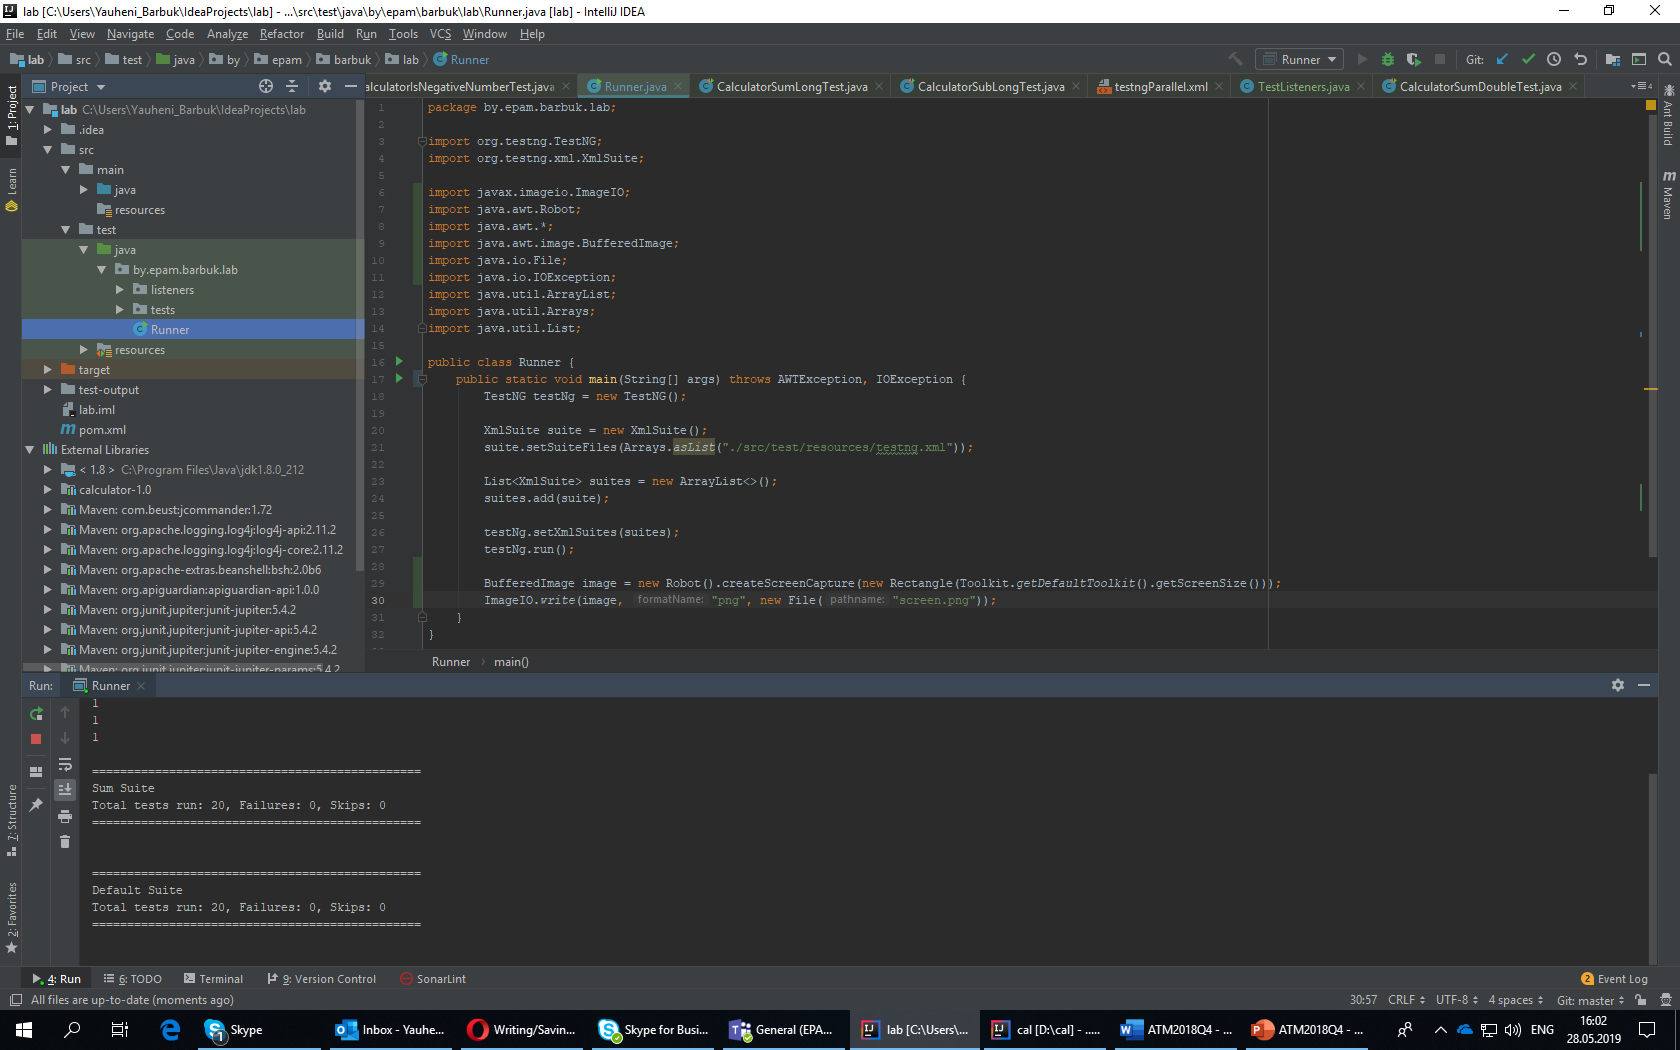 lab [C:\Users\Yauheni_Barbuk\IdeaProjects\lab] - ...\src\test\java\by\epam\barbuk\lab\Runner.java [lab] - IntelliJ IDEA
File Edit View Navigate Code Analyze Refactor Build Run Tools VCS Window Help
lab src test java by epam barbuk lab Runner
Runner Git:
Project
alculatorIsNegativeNumberTest.java Runner.java CalculatorSumLongTest.java CalculatorSubLongTest.java testngParallel.xml TestListeners.java CalculatorSumDoubleTest.java
1: Project
Learn
7: Structure
2: Favorites
Ant Build
Maven
lab C:\Users\Yauheni_Barbuk\IdeaProjects\lab
.idea
src
main
java
resources
test
java
by.epam.barbuk.lab
listeners
tests
Runner
resources
target
test-output
lab.iml
pom.xml
External Libraries
< 1.8 > C:\Program Files\Java\jdk1.8.0_212
calculator-1.0
Maven: com.beust:jcommander:1.72
Maven: org.apache.logging.log4j:log4j-api:2.11.2
Maven: org.apache.logging.log4j:log4j-core:2.11.2
Maven: org.apache-extras.beanshell:bsh:2.0b6
Maven: org.apiguardian:apiguardian-api:1.0.0
Maven: org.junit.jupiter:junit-jupiter:5.4.2
Maven: org.junit.jupiter:junit-jupiter-api:5.4.2
Maven: org.junit.jupiter:junit-jupiter-engine:5.4.2
Maven: org.junit.jupiter:junit-jupiter-params:5.4.2
1 package by.epam.barbuk.lab;
2
3 import org.testng.TestNG;
4 import org.testng.xml.XmlSuite;
5
6 import javax.imageio.ImageIO;
7 import java.awt.Robot;
8 import java.awt.*;
9 import java.awt.image.BufferedImage;
10 import java.io.File;
11 import java.io.IOException;
12 import java.util.ArrayList;
13 import java.util.Arrays;
14 import java.util.List;
15
16 public class Runner {
17 public static void main(String[] args) throws AWTException, IOException {
18 TestNG testNg = new TestNG();
19
20 XmlSuite suite = new XmlSuite();
21 suite.setSuiteFiles(Arrays.asList("./src/test/resources/testng.xml"));
22
23 List<XmlSuite> suites = new ArrayList<>();
24 suites.add(suite);
25
26 testNg.setXmlSuites(suites);
27 testNg.run();
28
29 BufferedImage image = new Robot().createScreenCapture(new Rectangle(Toolkit.getDefaultToolkit().getScreenSize()));
30 ImageIO.write(image, formatName: "png", new File( pathname: "screen.png"));
31 }
32 }
Runner > main()
Run: Runner
1
1
1
===============================================
Sum Suite
Total tests run: 20, Failures: 0, Skips: 0
===============================================
===============================================
Default Suite
Total tests run: 20, Failures: 0, Skips: 0
===============================================
4: Run 6: TODO Terminal 9: Version Control SonarLint 2 Event Log
All files are up-to-date (moments ago) 30:57 CRLF UTF-8 4 spaces Git: master
1 Skype Inbox - Yauhe... Writing/Savin... Skype for Busi... General (EPA... lab [C:\Users\... cal [D:\cal] - .... ATM2018Q4 - ... ATM2018Q4 - ... ENG 16:02
28.05.2019